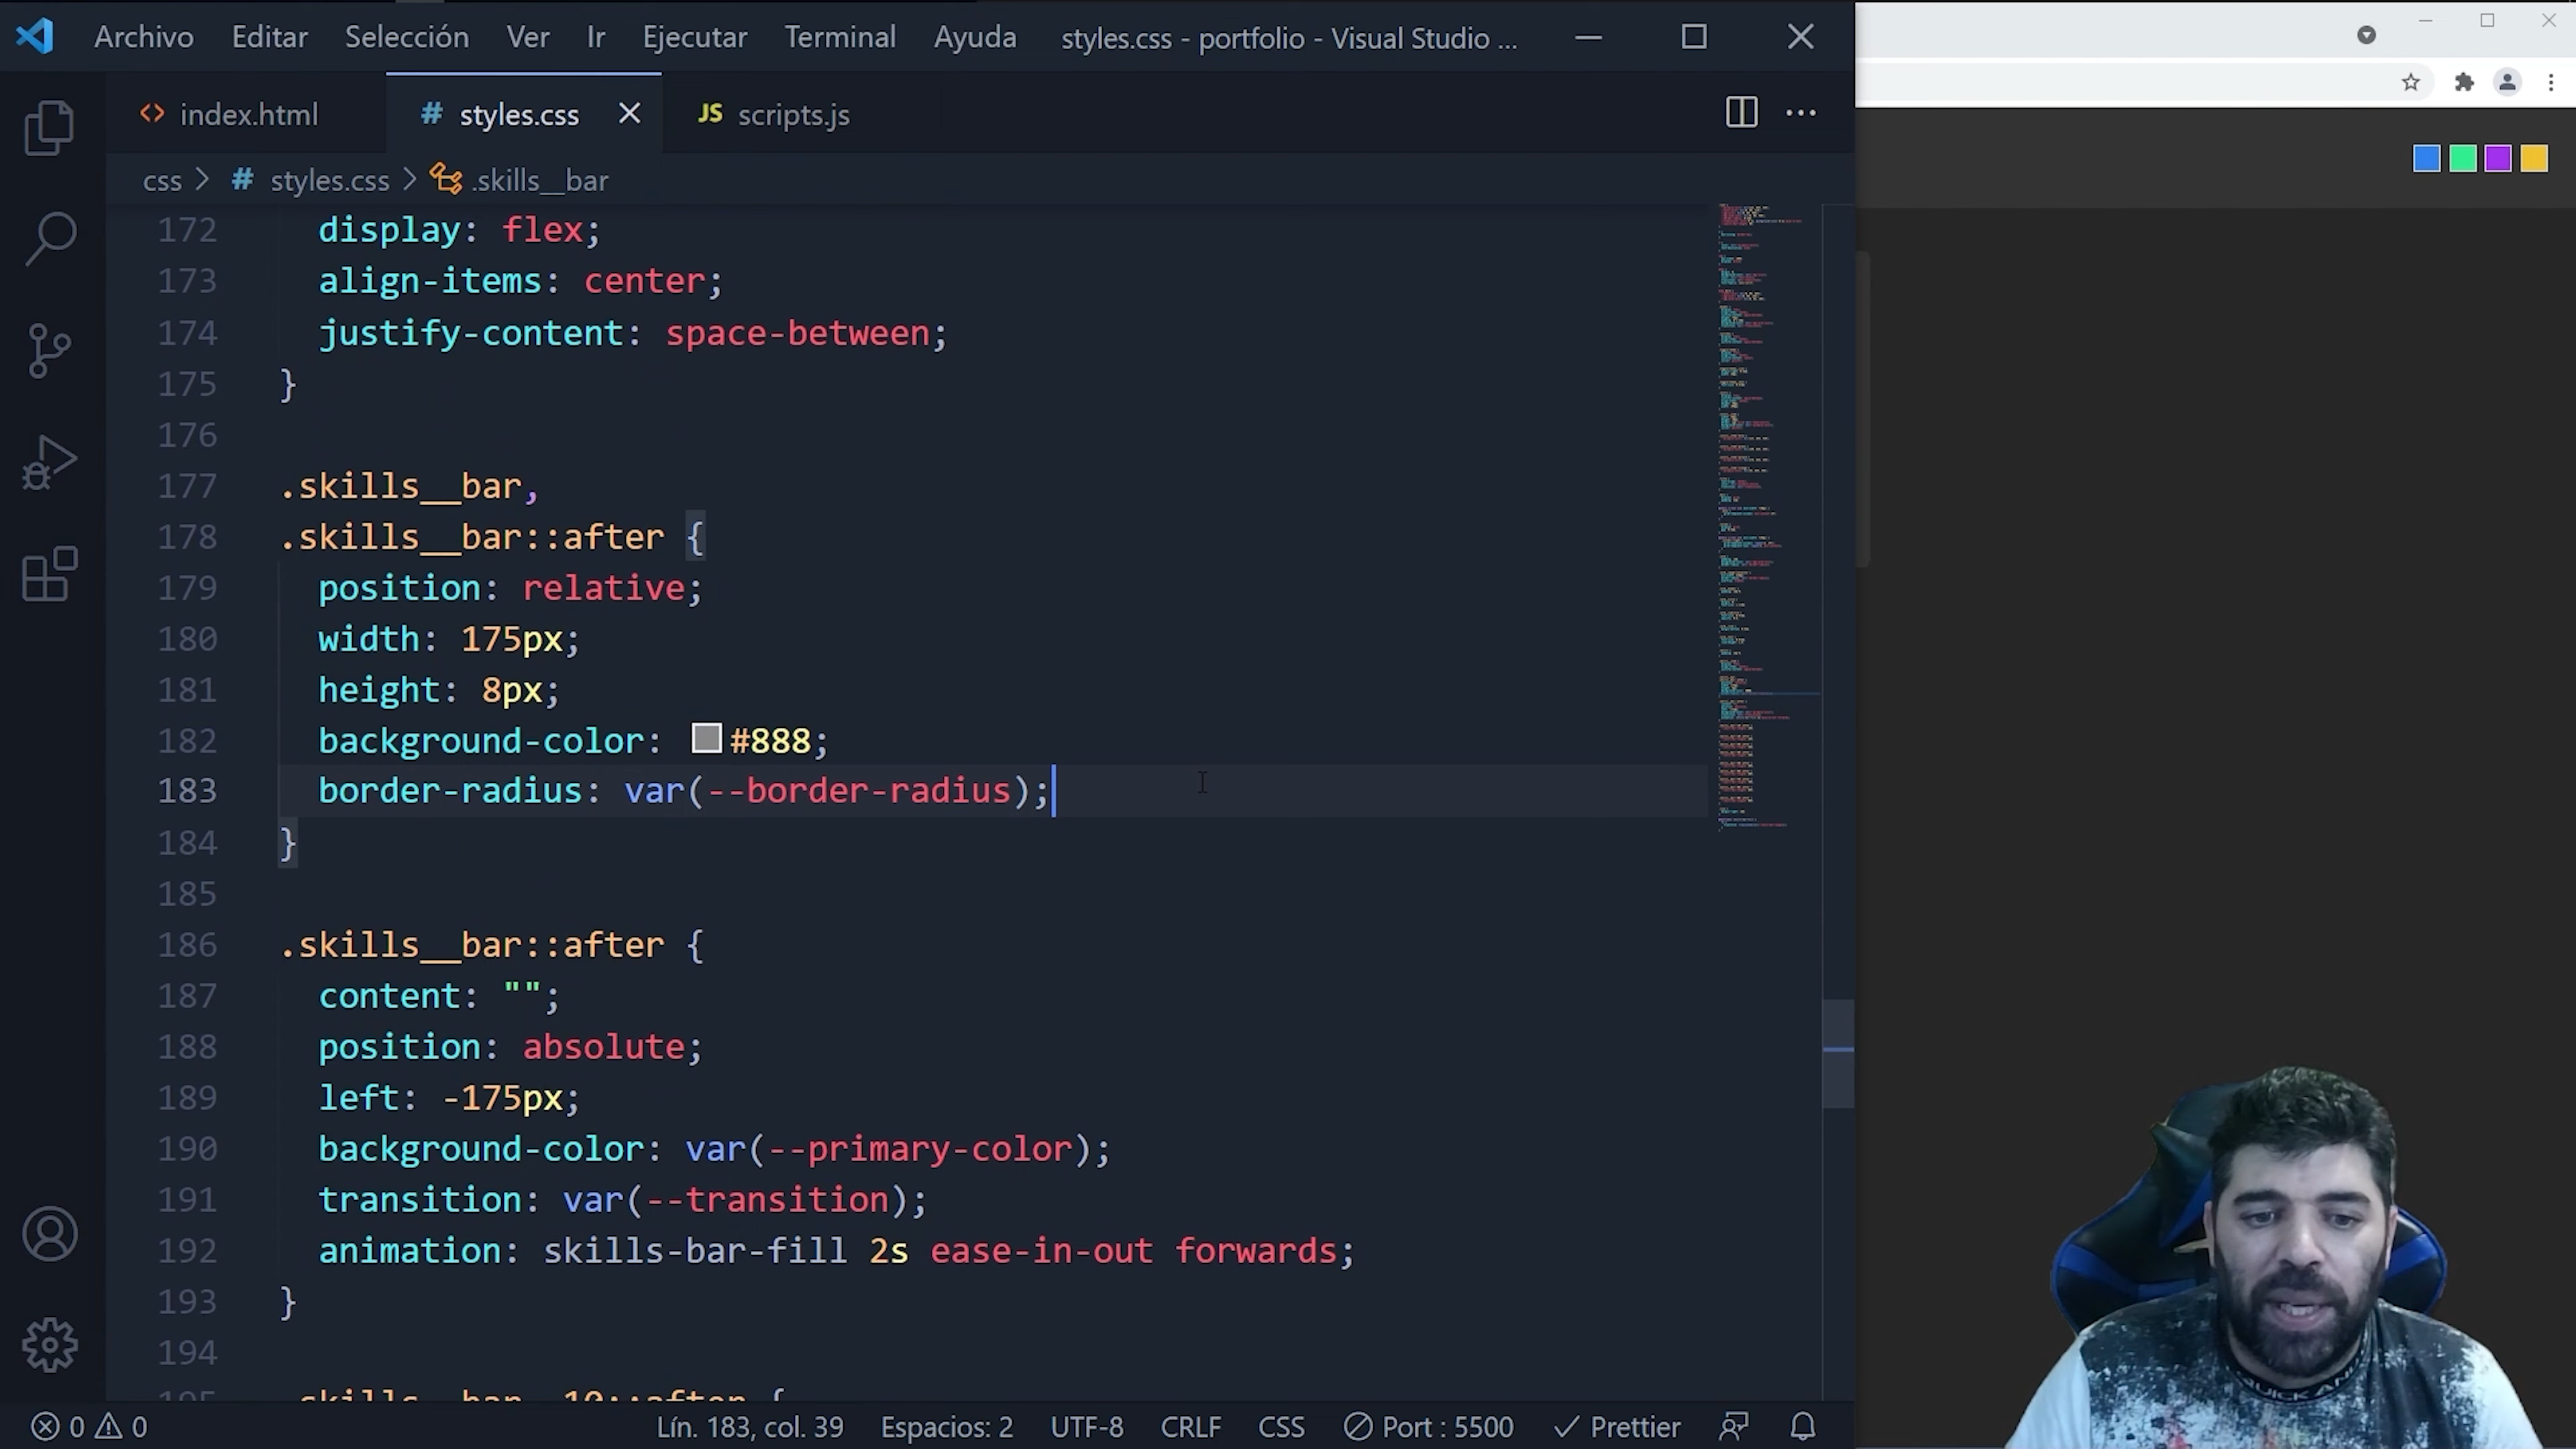 Archivo Editar Selección Ver Ir Ejecutar Terminal Ayuda styles.css - portfolio - Visual Studio ...
index.html # styles.css JS scripts.js
css > # styles.css > .skills__bar
172 display: flex;
173 align-items: center;
174 justify-content: space-between;
175 }
176
177 .skills__bar,
178 .skills__bar::after {
179 position: relative;
180 width: 175px;
181 height: 8px;
182 background-color: #888;
183 border-radius: var(--border-radius);
184 }
185
186 .skills__bar::after {
187 content: "";
188 position: absolute;
189 left: -175px;
190 background-color: var(--primary-color);
191 transition: var(--transition);
192 animation: skills-bar-fill 2s ease-in-out forwards;
193 }
194
0 0 Lín. 183, col. 39 Espacios: 2 UTF-8 CRLF CSS Port : 5500 Prettier